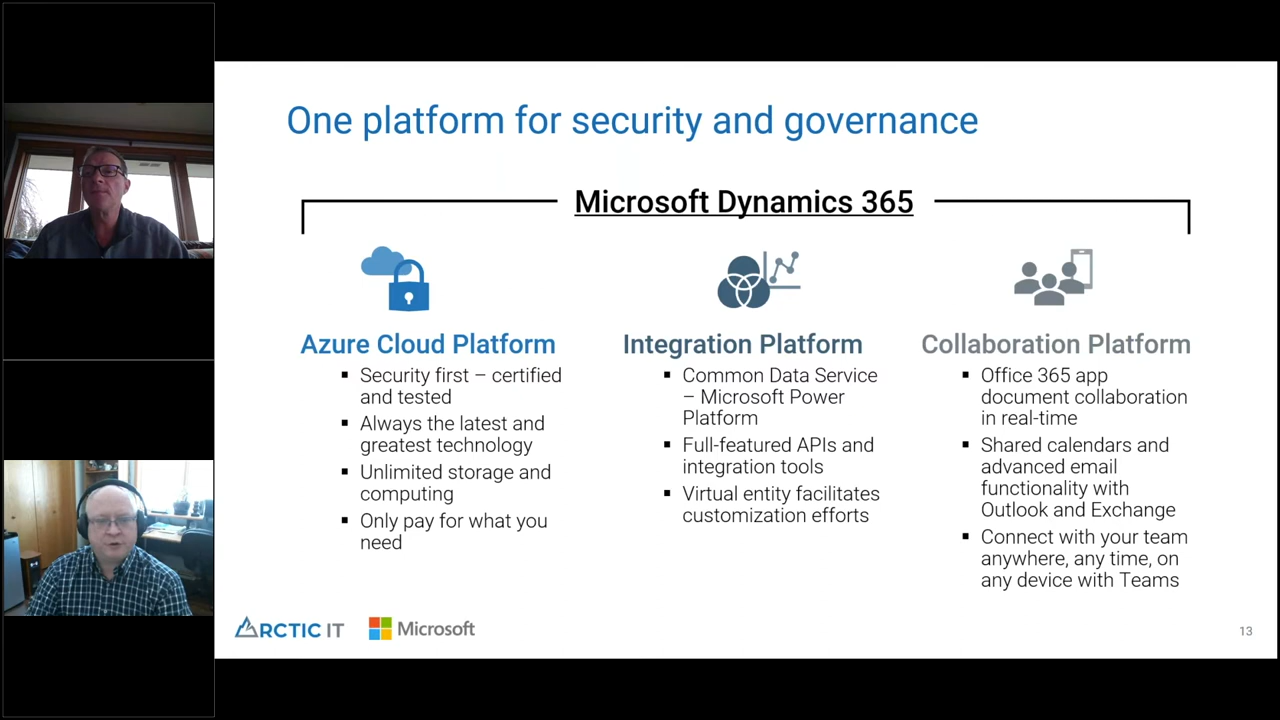 One platform for security and governance
Microsoft Dynamics 365
Azure Cloud Platform
▪ Security first – certified
and tested
▪ Always the latest and
greatest technology
▪ Unlimited storage and
computing
▪ Only pay for what you
need
Integration Platform
▪ Common Data Service
– Microsoft Power
Platform
▪ Full-featured APIs and
integration tools
▪ Virtual entity facilitates
customization efforts
Collaboration Platform
▪ Office 365 app
document collaboration
in real-time
▪ Shared calendars and
advanced email
functionality with
Outlook and Exchange
▪ Connect with your team
anywhere, any time, on
any device with Teams
ARCTIC IT
Microsoft
13